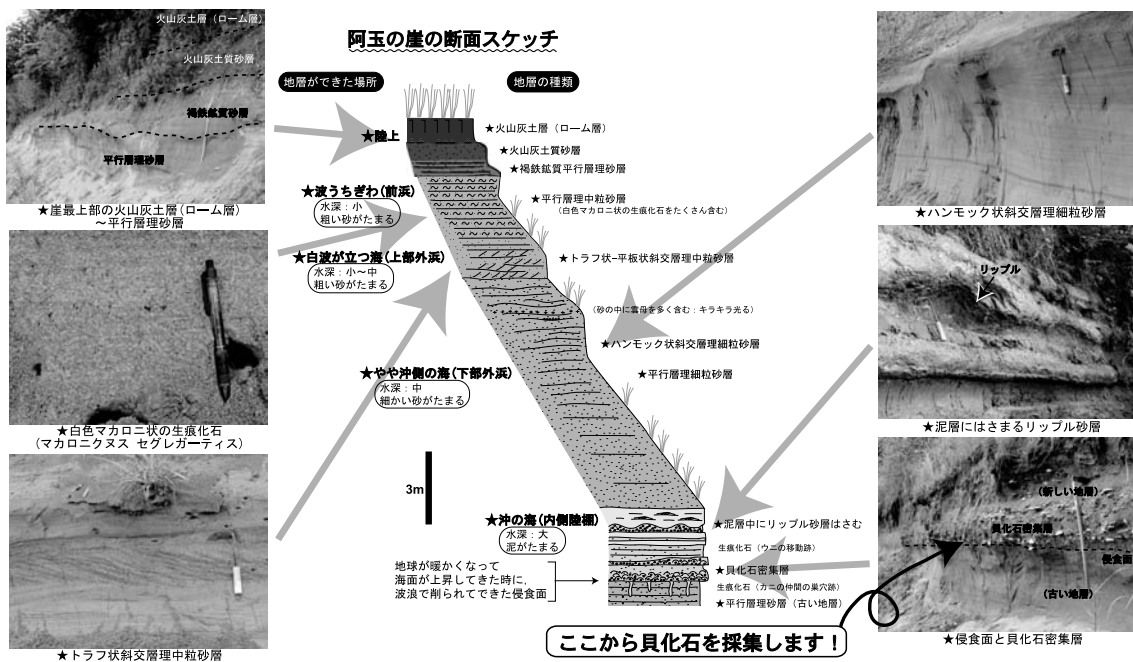 阿玉の崖の断面スケッチ
地層ができた場所
地層の種類
火山灰土層（ローム層）
火山灰土質砂層
褐鉄鉱質砂層
平行層理砂層
★崖最上部の火山灰土層(ローム層)
～平行層理砂層
★白色マカロニ状の生痕化石
(マカロニクヌス セグレガーティス)
★トラフ状斜交層理中粒砂層
★陸上
★波うちぎわ(前浜)
水深：小
粗い砂がたまる
★白波が立つ海(上部外浜)
水深：小～中
粗い砂がたまる
★やや沖側の海(下部外浜)
水深：中
細かい砂がたまる
3m
★沖の海(内側陸棚)
水深：大
泥がたまる
地球が暖かくなって
海面が上昇してきた時に,
波浪で削られてできた侵食面
★火山灰土層（ローム層）
★火山灰土質砂層
★褐鉄鉱質平行層理砂層
★平行層理中粒砂層
(白色マカロニ状の生痕化石をたくさん含む)
★トラフ状−平板状斜交層理中粒砂層
(砂の中に雲母を多く含む：キラキラ光る)
★ハンモック状斜交層理細粒砂層
★平行層理細粒砂層
★泥層中にリップル砂層はさむ
生痕化石（ウニの移動跡）
★貝化石密集層
生痕化石（カニの仲間の巣穴跡）
★平行層理砂層（古い地層）
ここから貝化石を採集します！
★ハンモック状斜交層理細粒砂層
リップル
★泥層にはさまるリップル砂層
(新しい地層)
貝化石密集層
侵食面
(古い地層)
★侵食面と貝化石密集層